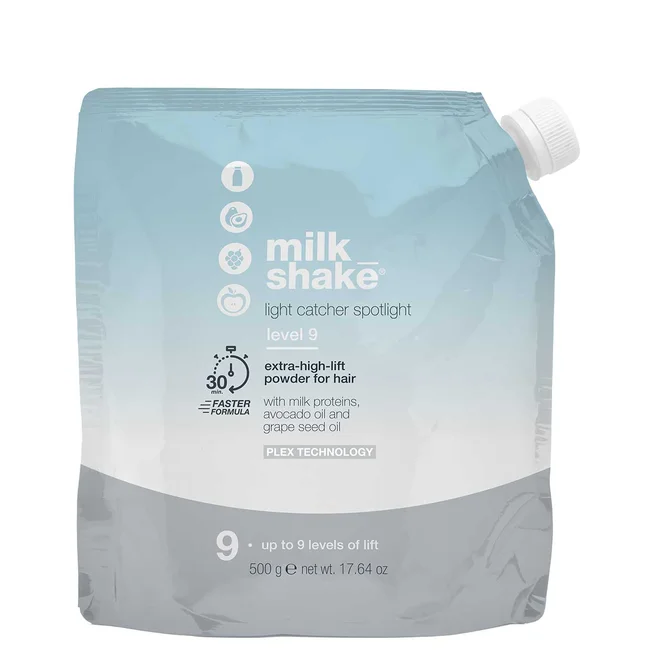 milk
shake®
light catcher spotlight
level 9
30
min.
FASTER
FORMULA
extra-high-lift
powder for hair
with milk proteins,
avocado oil and
grape seed oil
PLEX TECHNOLOGY
9 • up to 9 levels of lift
500 g ℮ net wt. 17.64 oz